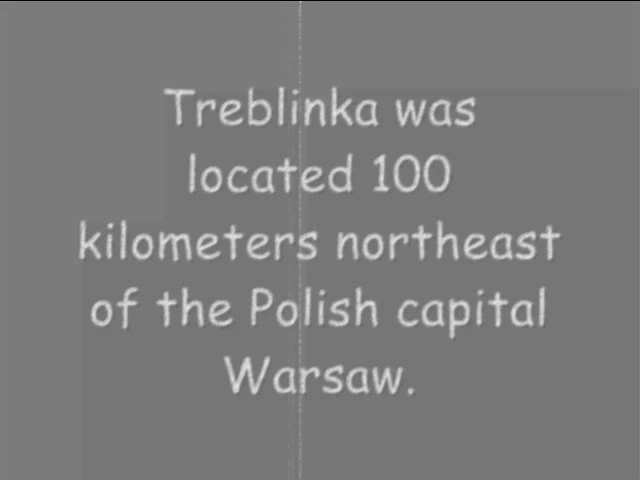 Treblinka was
located 100
kilometers northeast
of the Polish capital
Warsaw.